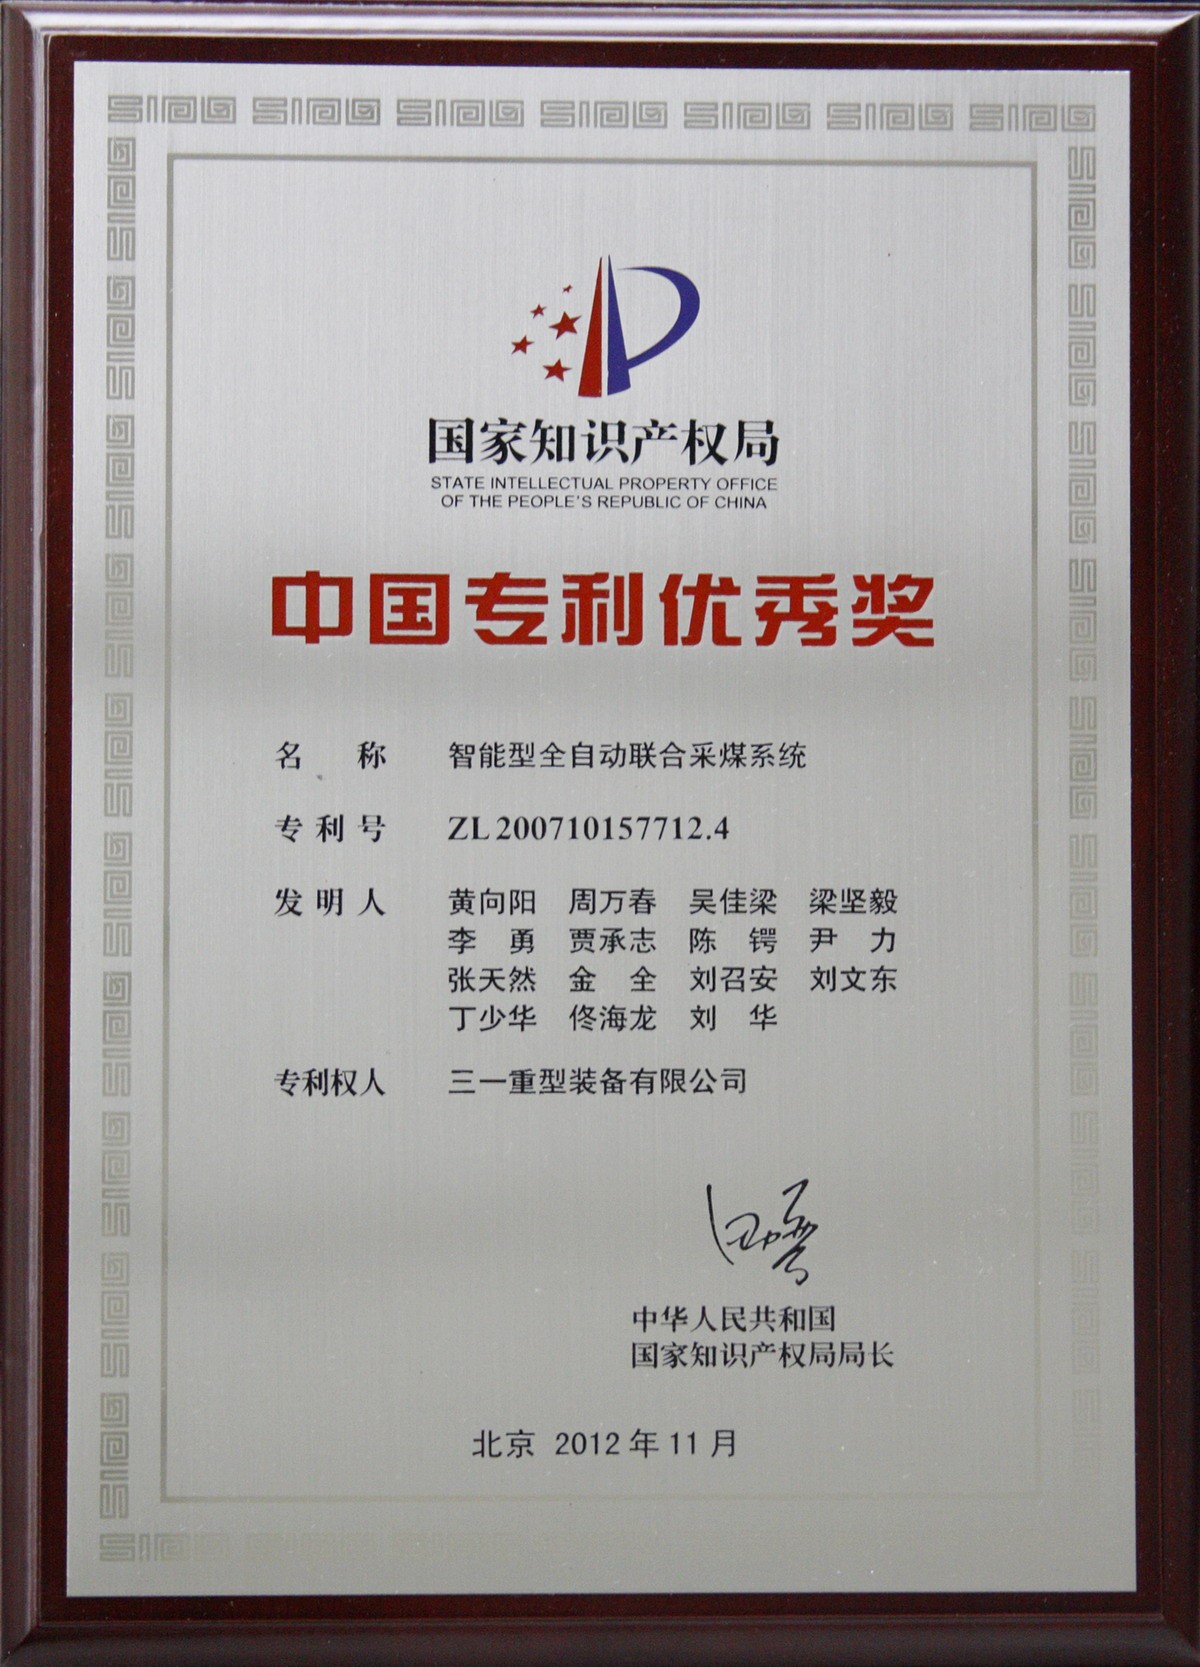 国家知识产权局
STATE INTELLECTUAL PROPERTY OFFICE
OF THE PEOPLE'S REPUBLIC OF CHINA
中国专利优秀奖
名 称 智能型全自动联合采煤系统
专利号 ZL 200710157712.4
发明人 黄向阳 周万春 吴佳梁 梁坚毅
李 勇 贾承志 陈 锷 尹 力
张天然 金 全 刘召安 刘文东
丁少华 佟海龙 刘 华
专利权人 三一重型装备有限公司
中华人民共和国
国家知识产权局局长
北京 2012年11月